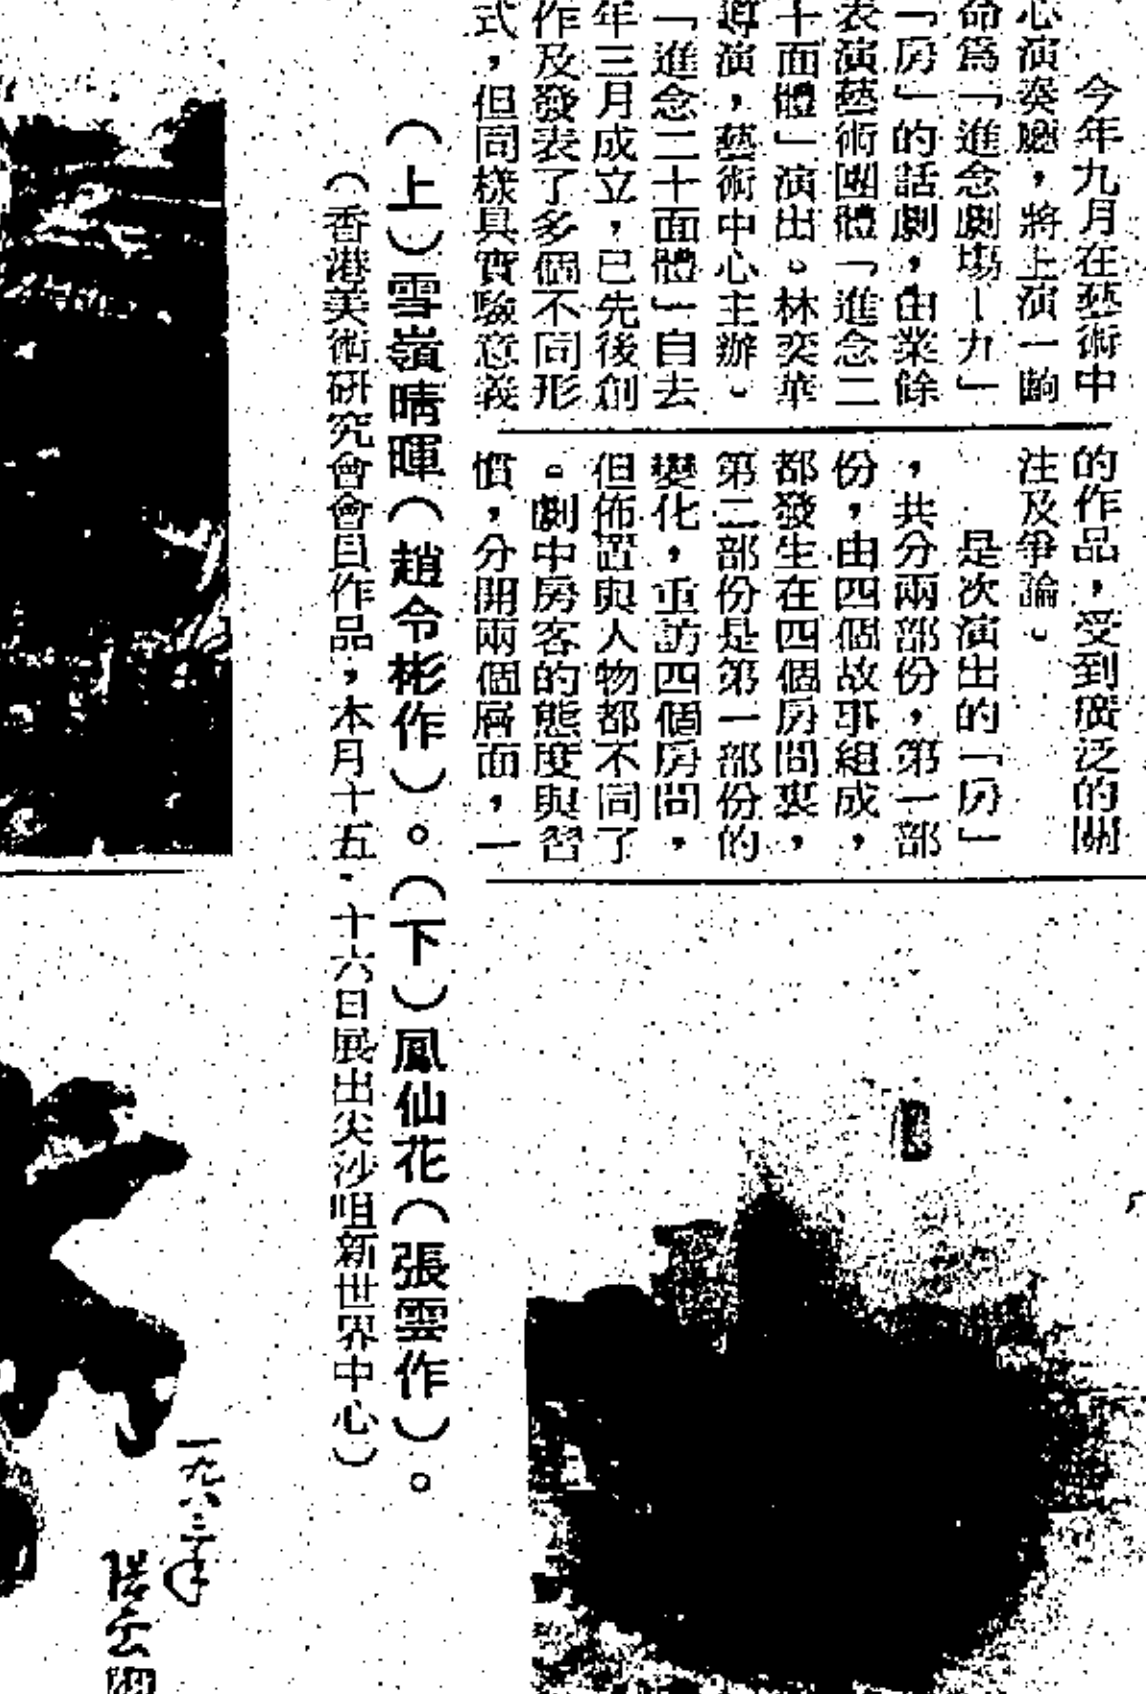 今年九月在藝術中
心演奏廳，將上演一齣
命爲「進念劇場－九」
「房」的話劇，由業餘
表演藝術團體「進念二
十面體」演出。林奕華
導演，藝術中心主辦。
「進念二十面體」自去
年三月成立，已先後創
作及發表了多個不同形
式，但同樣具實驗意義
的作品，受到廣泛的關
注及爭論。
是次演出的「房」
，共分兩部份，第一部
份，由四個故事組成，
都發生在四個房間裏，
第二部份是第一部份的
變化，重訪四個房間，
但佈置與人物都不同了
。劇中房客的態度與習
慣，分開兩個層面，一
（上）雪嶺晴暉（趙令彬作）。（下）鳳仙花（張雲作）。
（香港美術研究會會員作品，本月十五．十六日展出尖沙咀新世界中心）
一九八三年